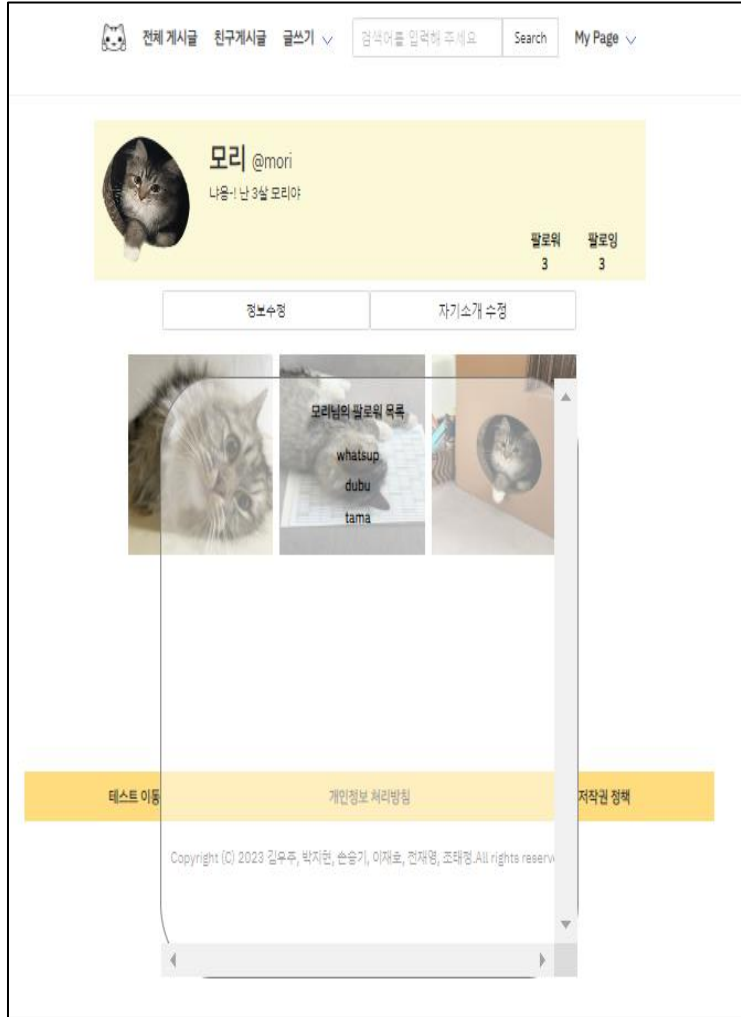 전체 게시글 친구게시글 글쓰기 검색어를 입력해 주세요 Search My Page
모리 @mori
냐옹~! 난 3살 모리야
팔로워 팔로잉
3 3
정보수정 자기소개 수정
모리님의 팔로워 목록
whatsup
dubu
tama
테스트 이동 개인정보 처리방침 저작권 정책
Copyright (C) 2023 김우주, 박지현, 손승기, 이재호, 전재영, 조태정.All rights reserv